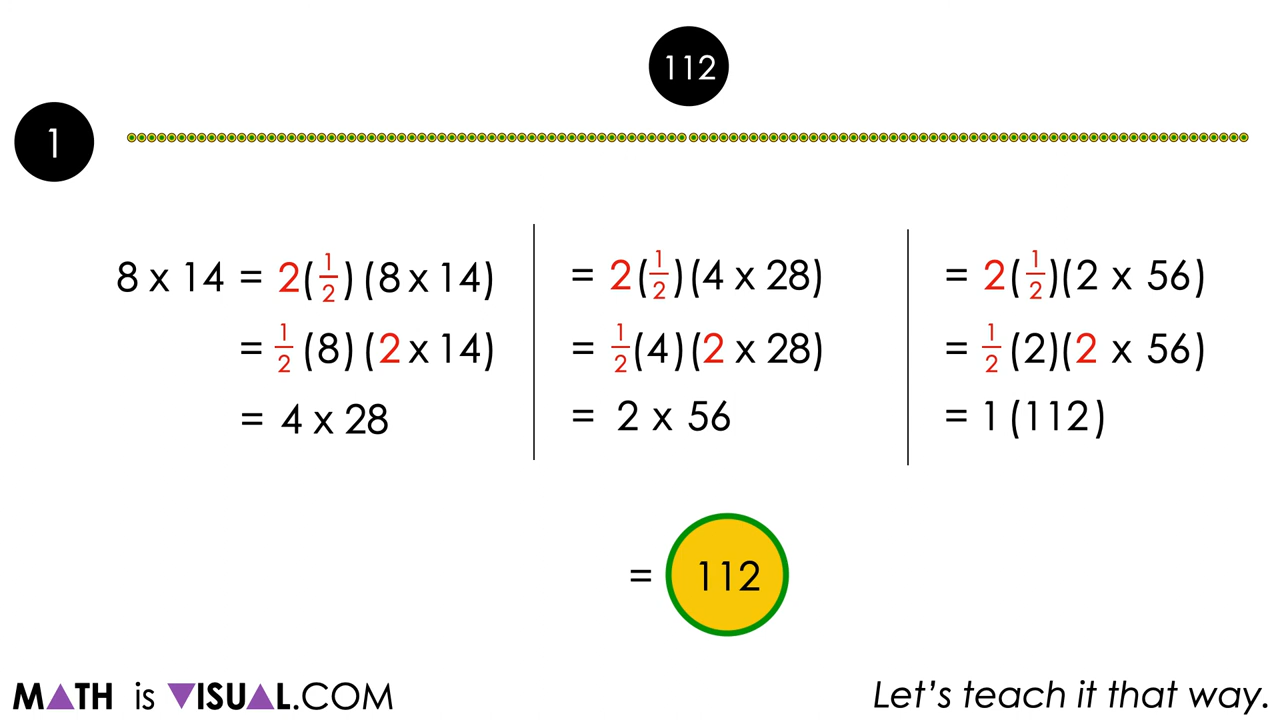 112
1
8 x 14 = 2(1/2)(8 x 14)
= 1/2 (8)(2 x 14)
= 4 x 28
= 2(1/2)(4 x 28)
= 1/2(4)(2 x 28)
= 2 x 56
= 2(1/2)(2 x 56)
= 1/2 (2)(2 x 56)
= 1(112)
= 112
MATH is VISUAL.COM
Let's teach it that way.